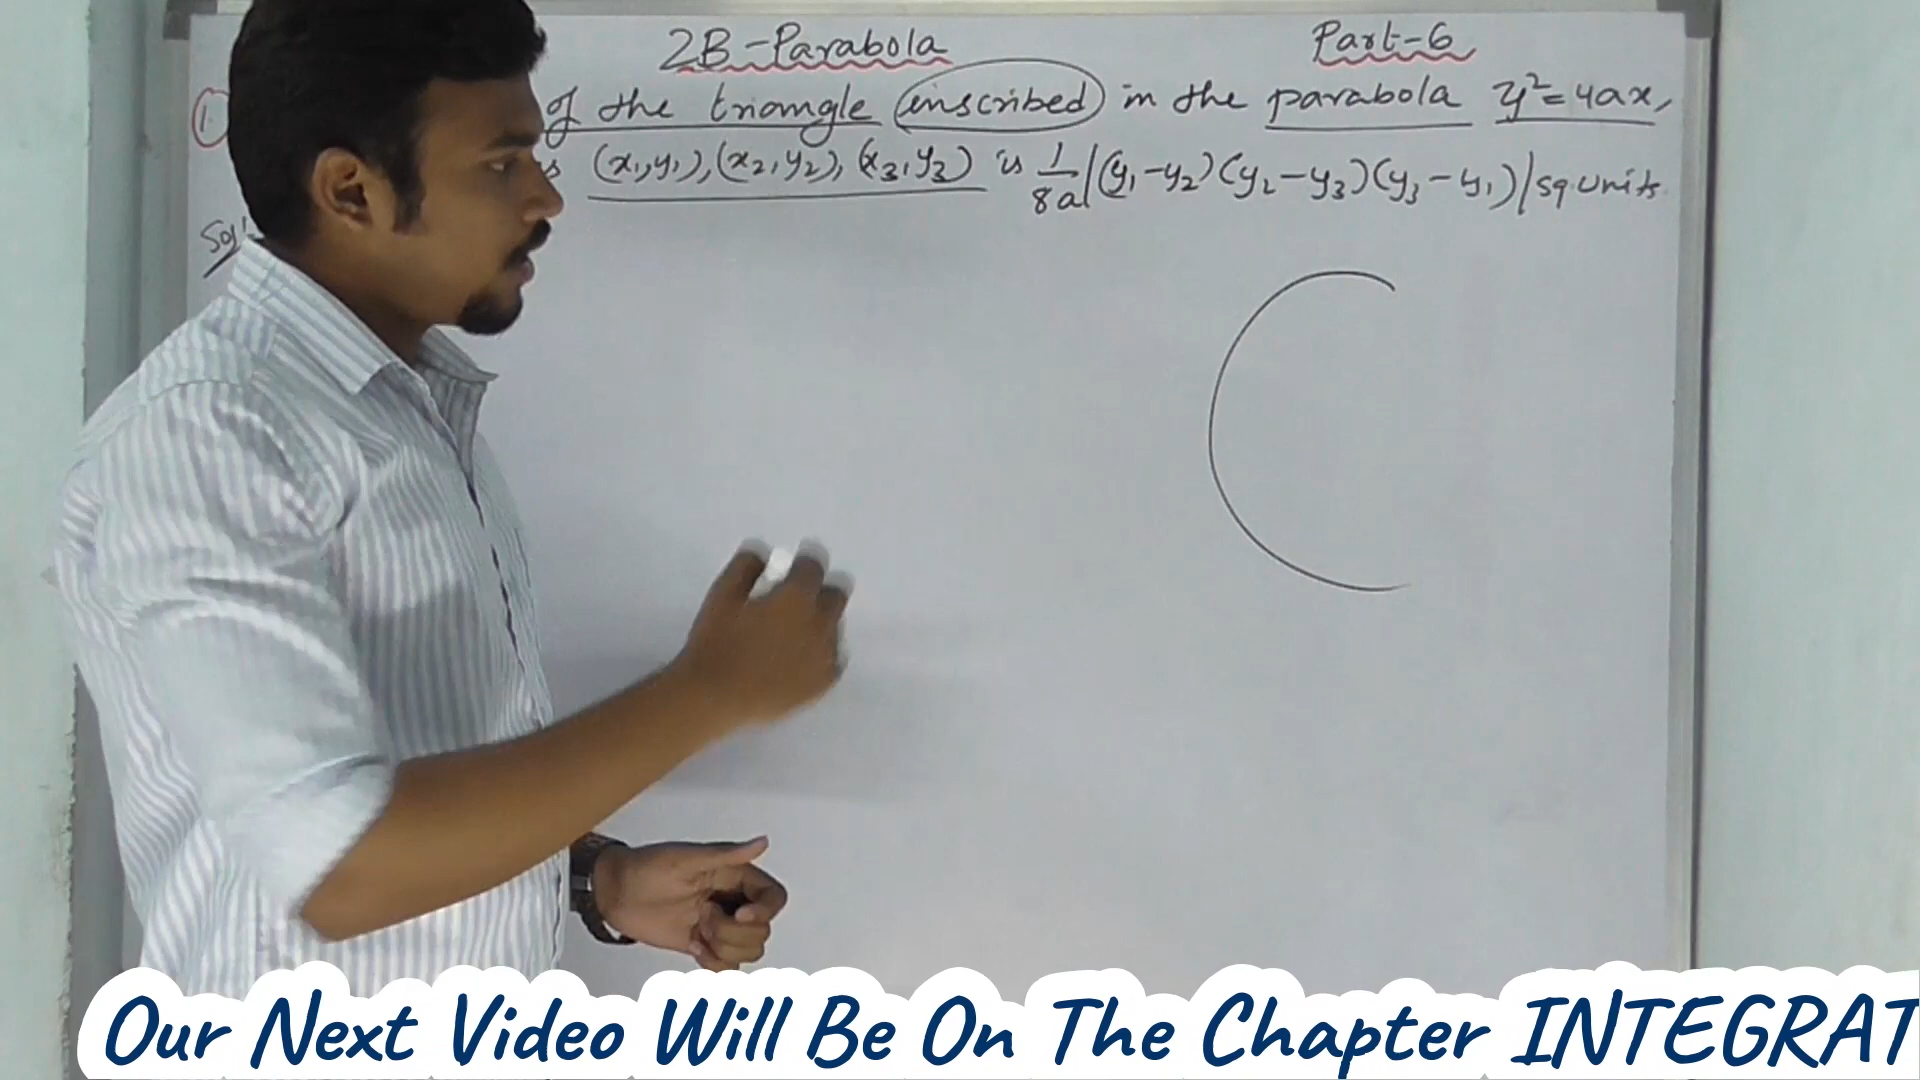 2B-Parabola
Part-6
1. of the triangle inscribed in the parabola y²=4ax,
(x₁,y₁),(x₂,y₂),(x₃,y₃) is 1/8a |(y₁-y₂)(y₂-y₃)(y₃-y₁)| sq.units.
Sol:
Our Next Video Will Be On The Chapter INTEGRAT